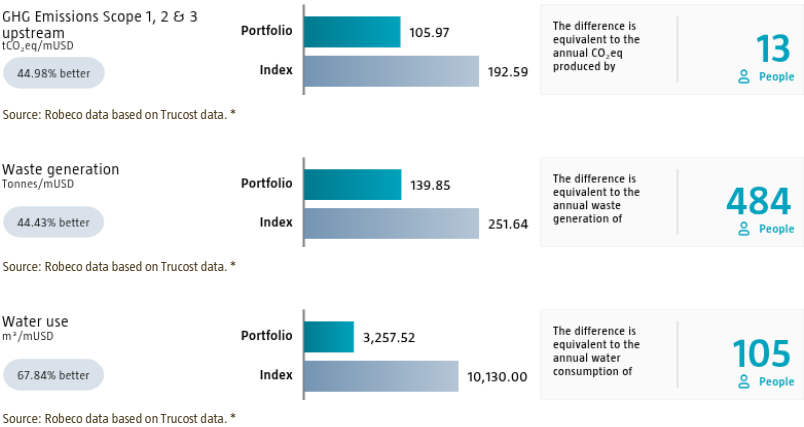 GHG Emissions Scope 1, 2 & 3
upstream
tCO₂eq/mUSD
44.98% better
Portfolio
105.97
Index
192.59
The difference is
equivalent to the
annual CO₂eq
produced by
13
People
Source: Robeco data based on Trucost data. *
Waste generation
Tonnes/mUSD
44.43% better
Portfolio
139.85
Index
251.64
The difference is
equivalent to the
annual waste
generation of
484
People
Source: Robeco data based on Trucost data. *
Water use
m³/mUSD
67.84% better
Portfolio
3,257.52
Index
10,130.00
The difference is
equivalent to the
annual water
consumption of
105
People
Source: Robeco data based on Trucost data. *